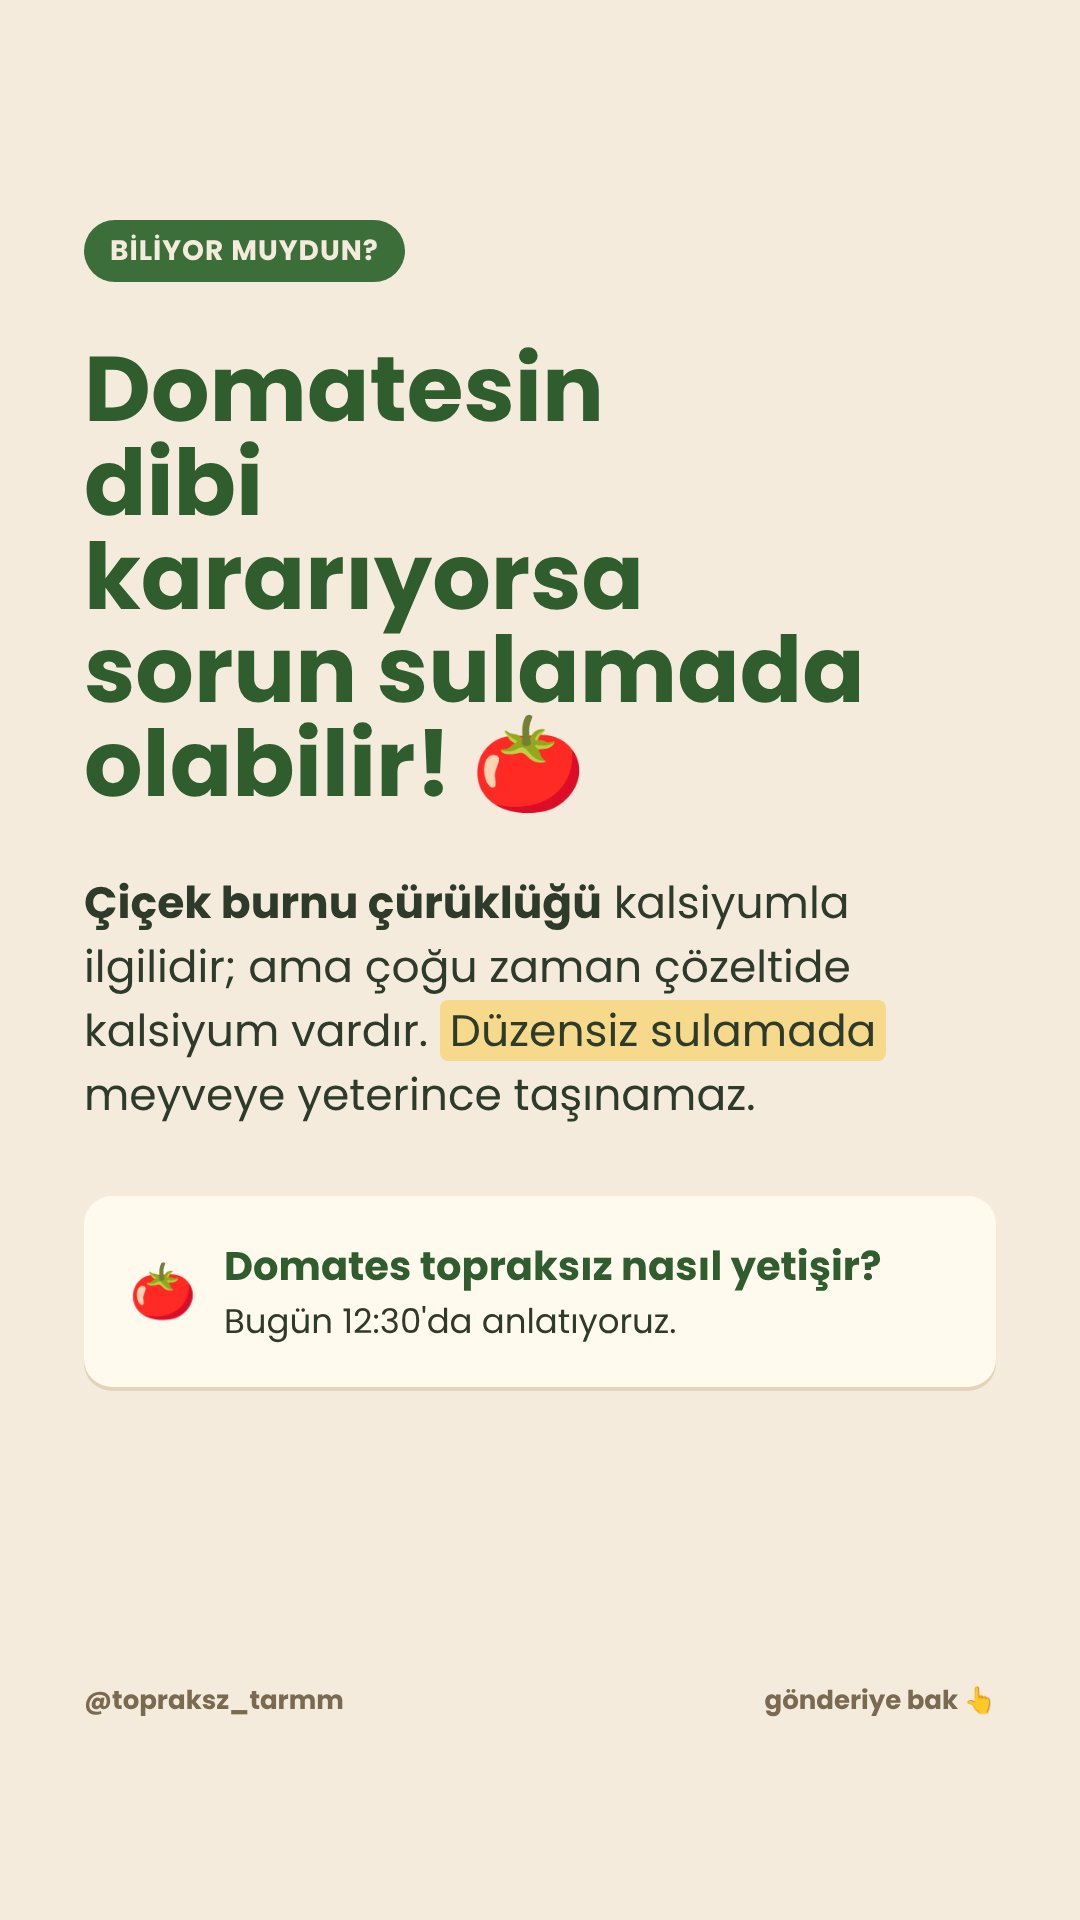 BİLİYOR MUYDUN?
Domatesin
dibi
kararıyorsa
sorun sulamada
olabilir! 🍅
Çiçek burnu çürüklüğü kalsiyumla
ilgilidir; ama çoğu zaman çözeltide
kalsiyum vardır. Düzensiz sulamada
meyveye yeterince taşınamaz.
🍅 Domates topraksız nasıl yetişir?
Bugün 12:30'da anlatıyoruz.
@topraksz_tarmm
gönderiye bak 👆